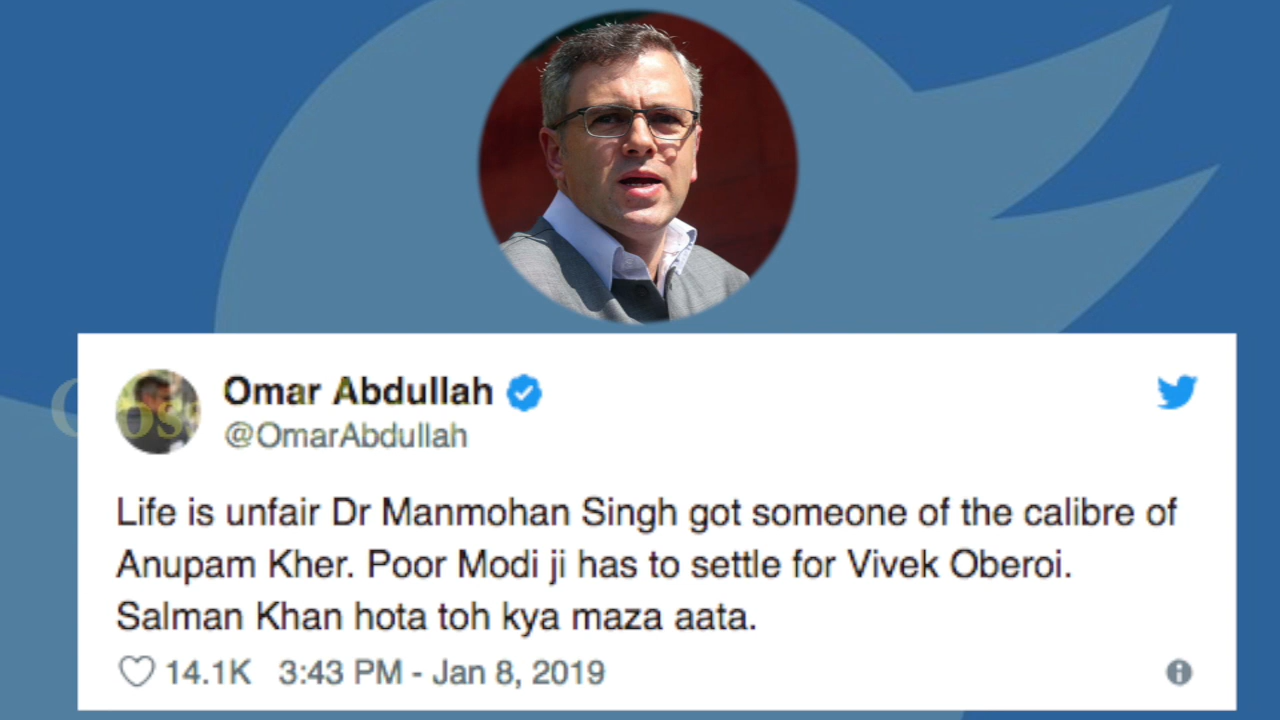 Omar Abdullah
@OmarAbdullah
Life is unfair Dr Manmohan Singh got someone of the calibre of
Anupam Kher. Poor Modi ji has to settle for Vivek Oberoi.
Salman Khan hota toh kya maza aata.
14.1K 3:43 PM - Jan 8, 2019